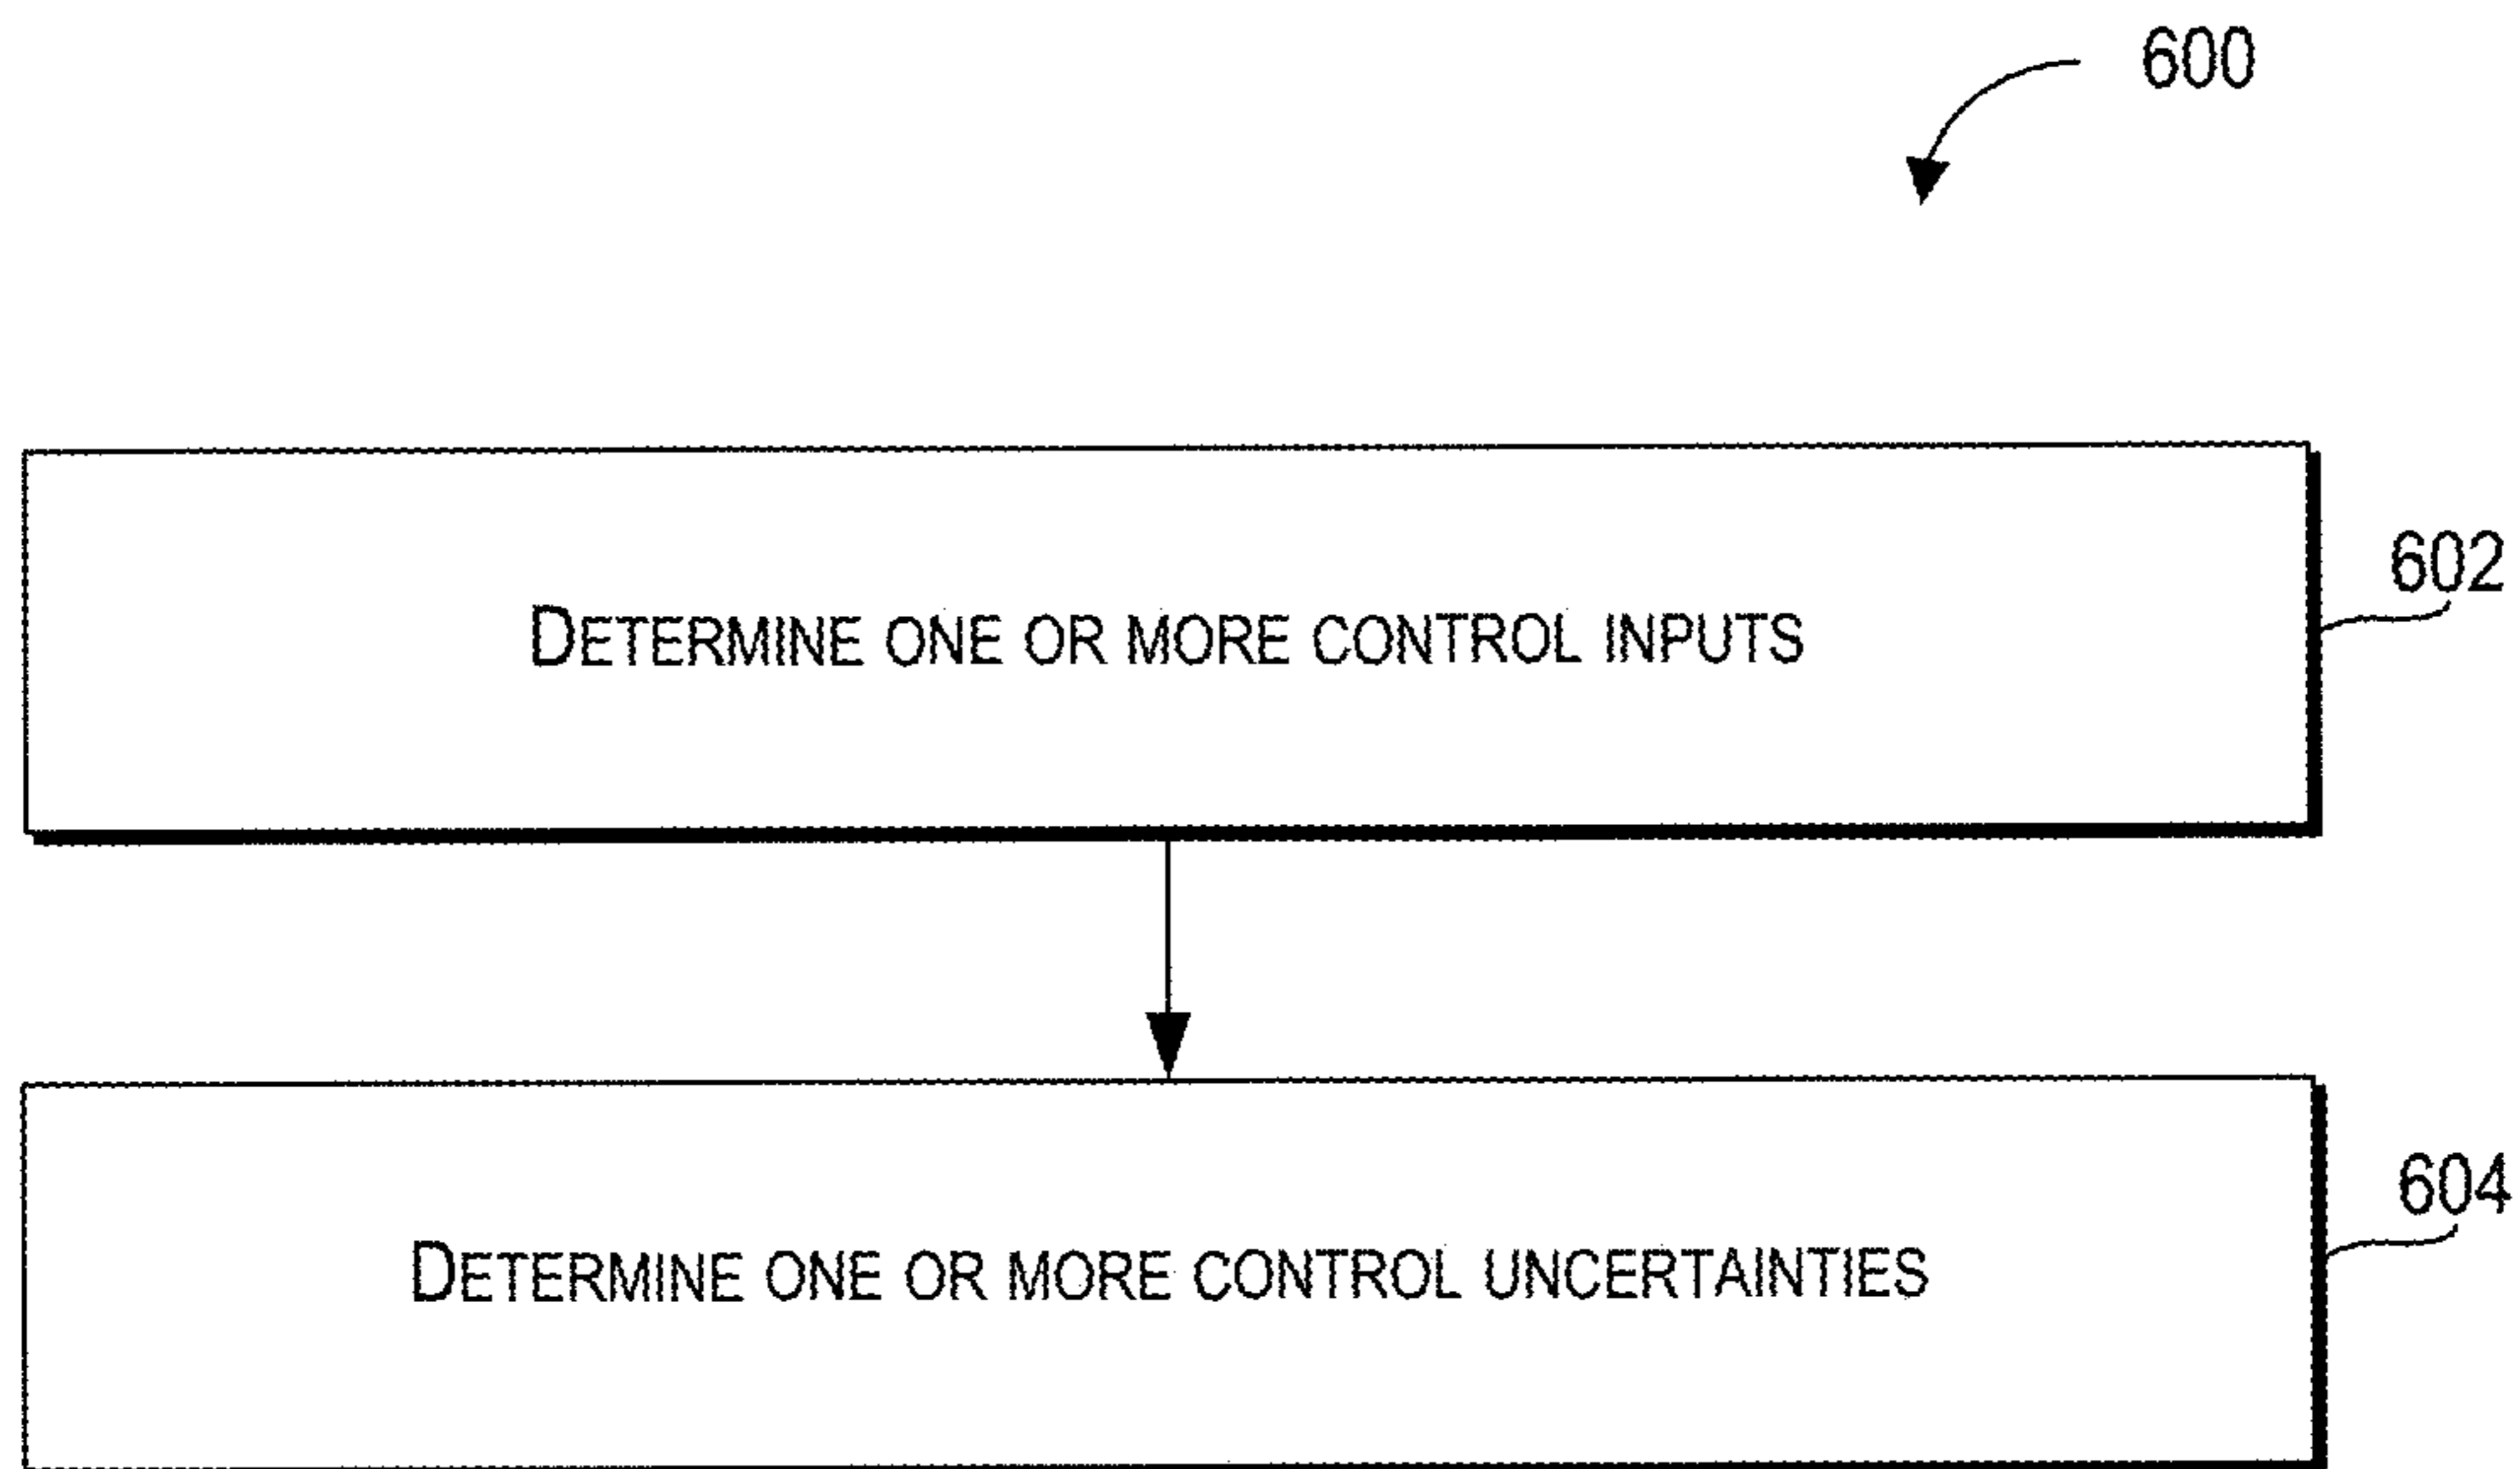 600
DETERMINE ONE OR MORE CONTROL INPUTS
602
DETERMINE ONE OR MORE CONTROL UNCERTAINTIES
604